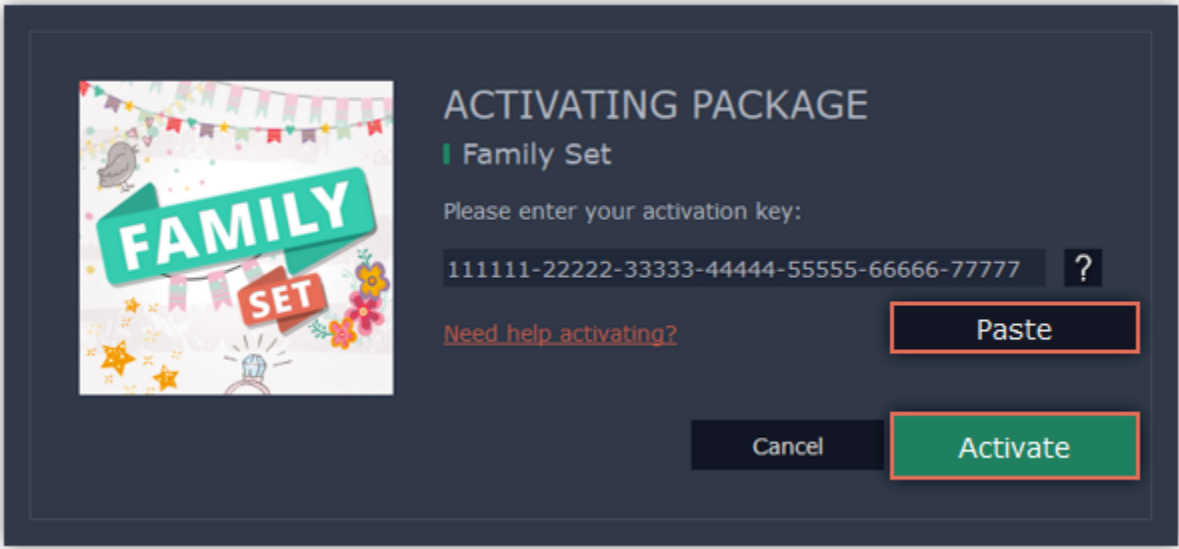 FAMILY
SET
ACTIVATING PACKAGE
Family Set
Please enter your activation key:
111111-22222-33333-44444-55555-66666-77777
?
Need help activating?
Paste
Cancel
Activate